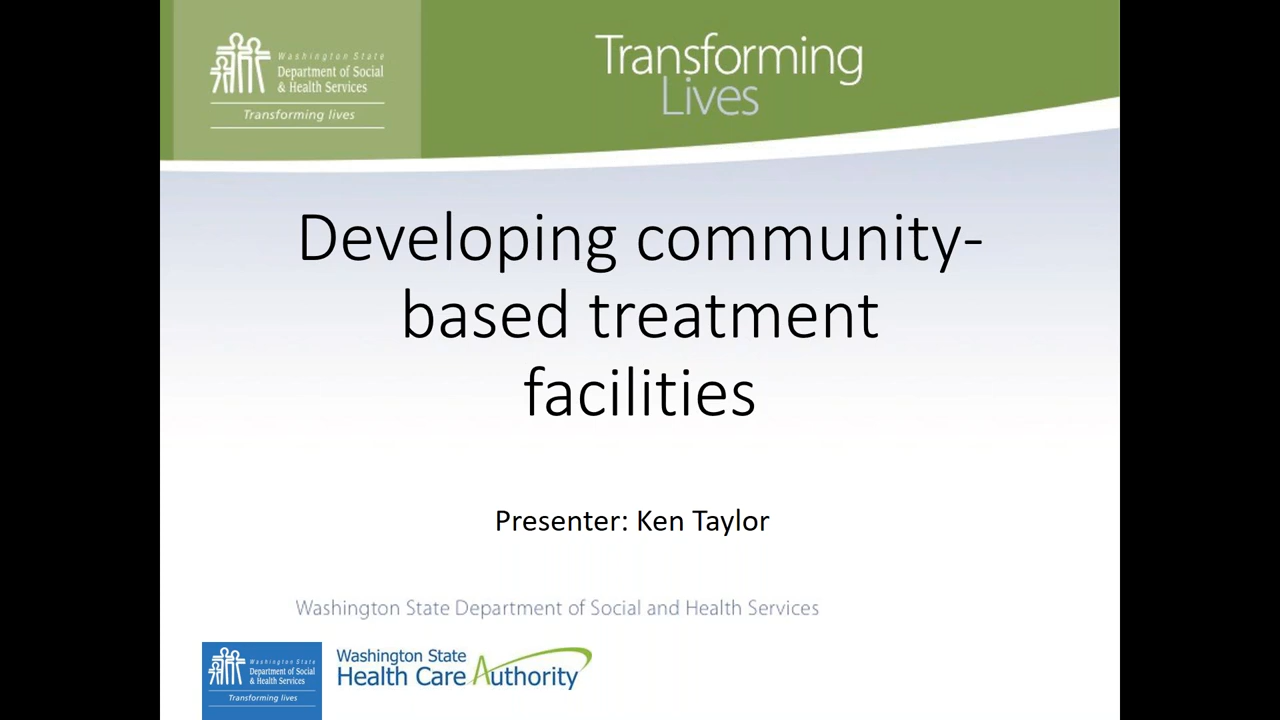 Washington State
Department of Social
& Health Services
Transforming lives
Transforming
Lives
Developing community-
based treatment
facilities
Presenter: Ken Taylor
Washington State Department of Social and Health Services
Washington State
Department of Social
& Health Services
Transforming lives
Washington State
Health Care Authority